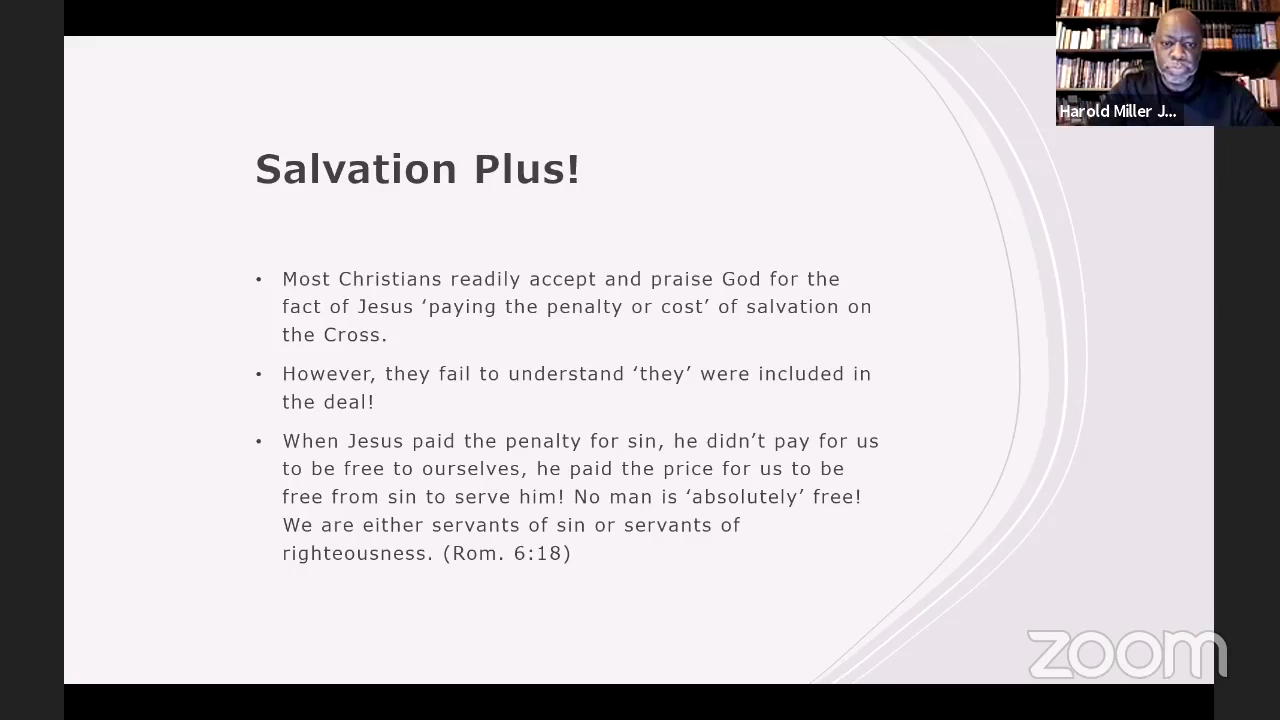 Harold Miller J...
Salvation Plus!
• Most Christians readily accept and praise God for the
fact of Jesus ‘paying the penalty or cost’ of salvation on
the Cross.
• However, they fail to understand ‘they’ were included in
the deal!
• When Jesus paid the penalty for sin, he didn’t pay for us
to be free to ourselves, he paid the price for us to be
free from sin to serve him! No man is ‘absolutely’ free!
We are either servants of sin or servants of
righteousness. (Rom. 6:18)
zoom